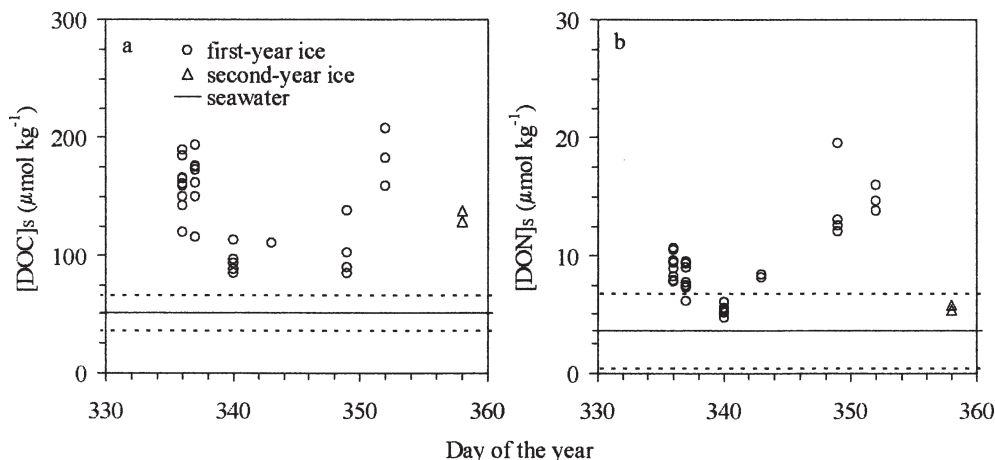 a
first-year ice
second-year ice
seawater
[DOC]s (μmol kg⁻¹)
300
200
150
100
0
330
340
350
360
b
[DON]s (μmol kg⁻¹)
30
20
10
0
330
340
350
360
Day of the year